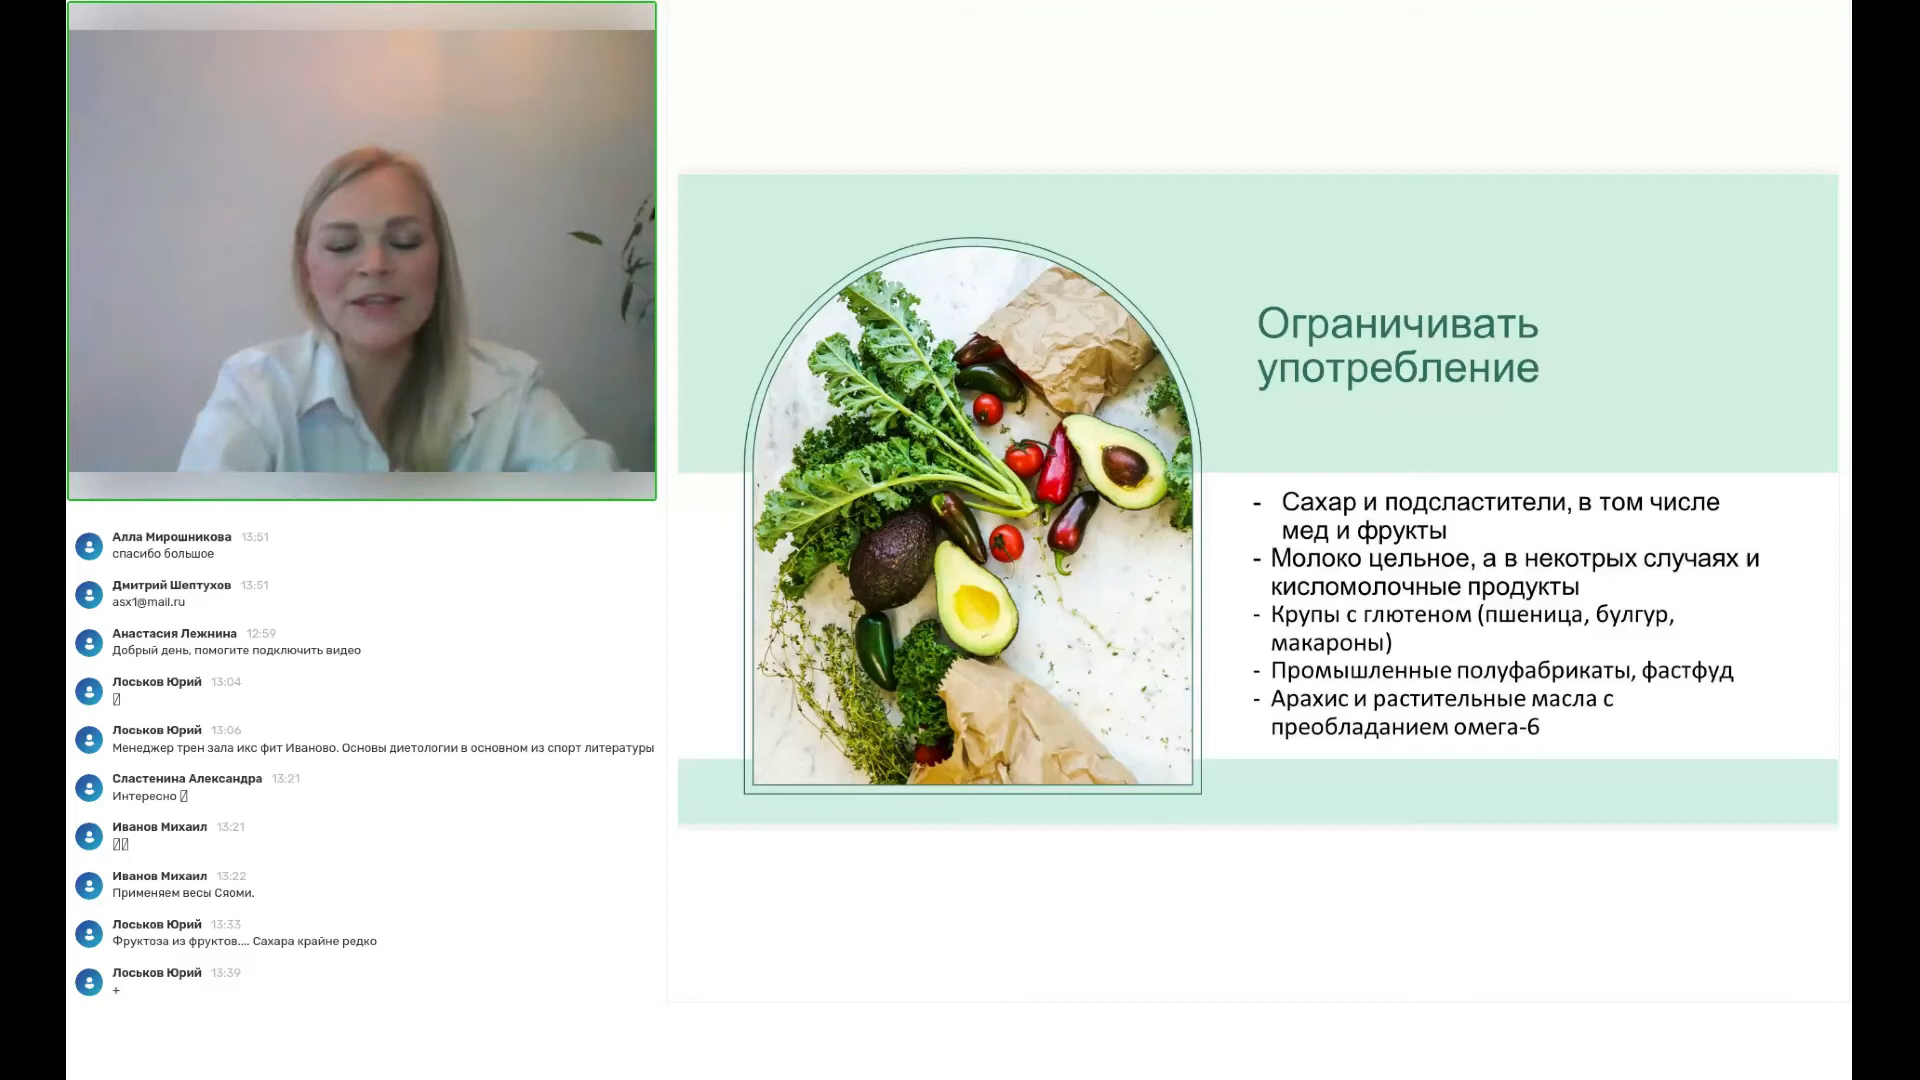 Алла Мирошникова 13:51
спасибо большое
Дмитрий Шептухов 13:51
asx1@mail.ru
Анастасия Лежнина 12:59
Добрый день, помогите подключить видео
Лоськов Юрий 13:04
Лоськов Юрий 13:06
Менеджер трен зала икс фит Иваново. Основы диетологии в основном из спорт литературы
Сластенина Александра 13:21
Интересно
Иванов Михаил 13:21
Иванов Михаил 13:22
Применяем весы Сяоми.
Лоськов Юрий 13:33
Фруктоза из фруктов.... Сахара крайне редко
Лоськов Юрий 13:39
+
Ограничивать
употребление
- Сахар и подсластители, в том числе
мед и фрукты
- Молоко цельное, а в некотрых случаях и
кисломолочные продукты
- Крупы с глютеном (пшеница, булгур,
макароны)
- Промышленные полуфабрикаты, фастфуд
- Арахис и растительные масла с
преобладанием омега-6